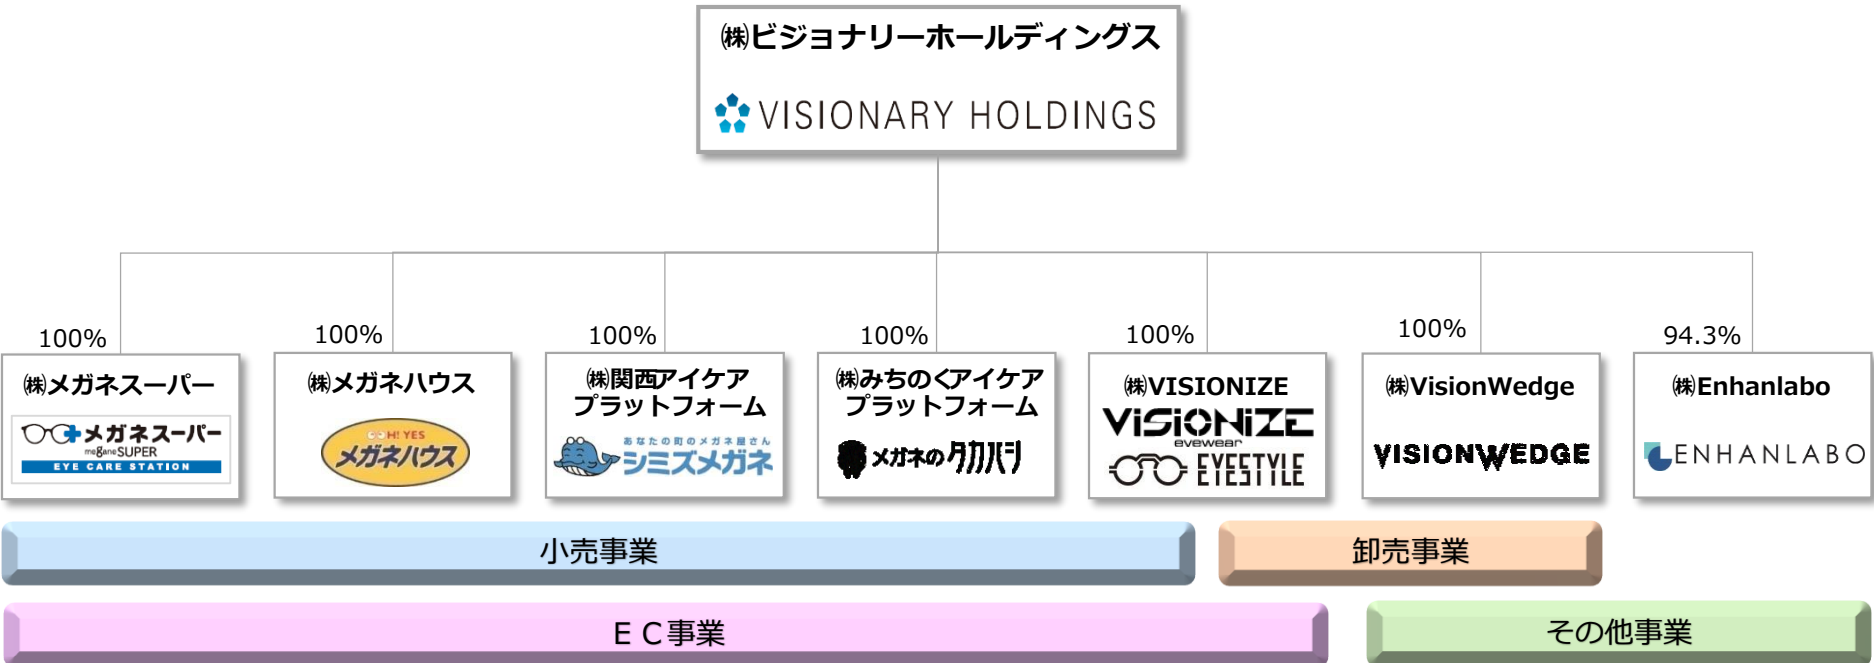 ㈱ビジョナリーホールディングス
VISIONARY HOLDINGS
100%
100%
100%
100%
100%
100%
94.3%
㈱メガネスーパー
メガネスーパー
meganeSUPER
EYE CARE STATION
㈱メガネハウス
OH! YES
メガネハウス
㈱関西アイケア
プラットフォーム
あなたの町のメガネ屋さん
シミズメガネ
㈱みちのくアイケア
プラットフォーム
メガネのタカハシ
㈱VISIONIZE
ViSiONiZE
eyewear
EYESTYLE
㈱VisionWedge
VISIONWEDGE
㈱Enhanlabo
ENHANLABO
小売事業
卸売事業
ＥＣ事業
その他事業